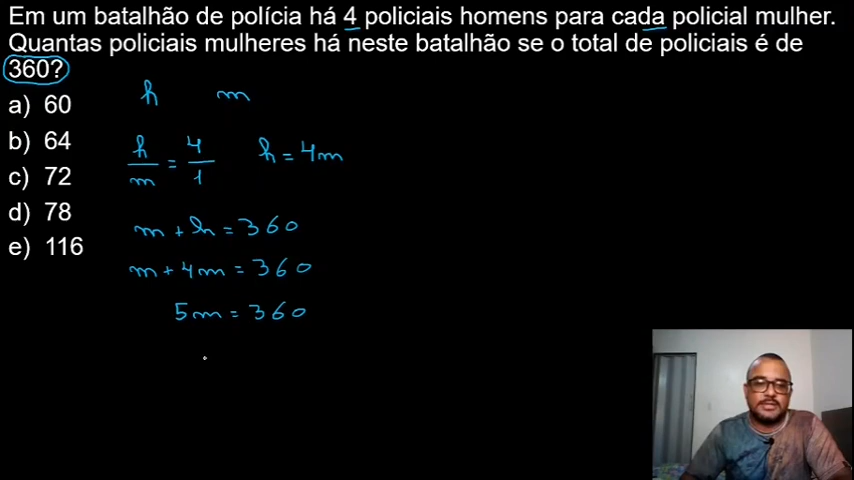 Em um batalhão de polícia há 4 policiais homens para cada policial mulher.
Quantas policiais mulheres há neste batalhão se o total de policiais é de
360?
a) 60
b) 64
c) 72
d) 78
e) 116
h m
h/m = 4/1 h = 4m
m + h = 360
m + 4m = 360
5m = 360